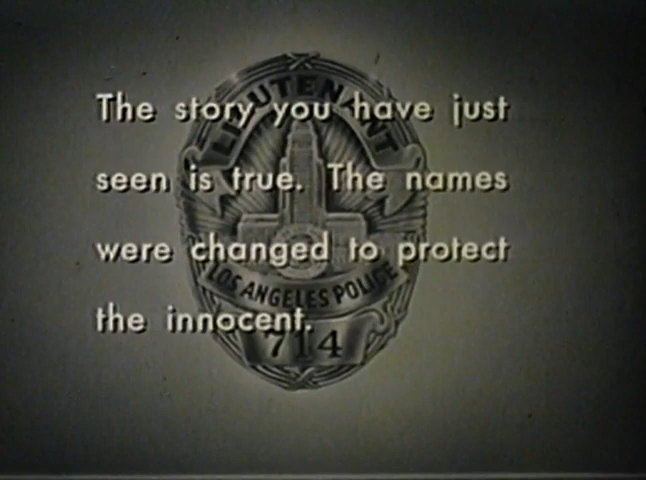 The story you have just
seen is true. The names
were changed to protect
the innocent.
LIEUTENANT
LOS ANGELES POLICE
714